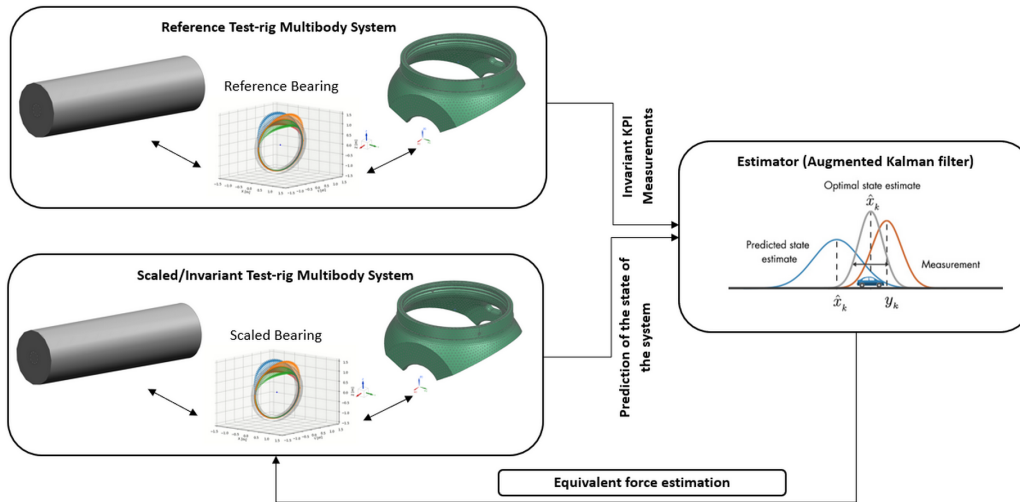 Reference Test-rig Multibody System
Reference Bearing
Invariant KPI
Measurements
Estimator (Augmented Kalman filter)
Optimal state estimate
x̂k
Predicted state
estimate
Measurement
x̂k
yk
Scaled/Invariant Test-rig Multibody System
Scaled Bearing
Prediction of the state of
the system
Equivalent force estimation